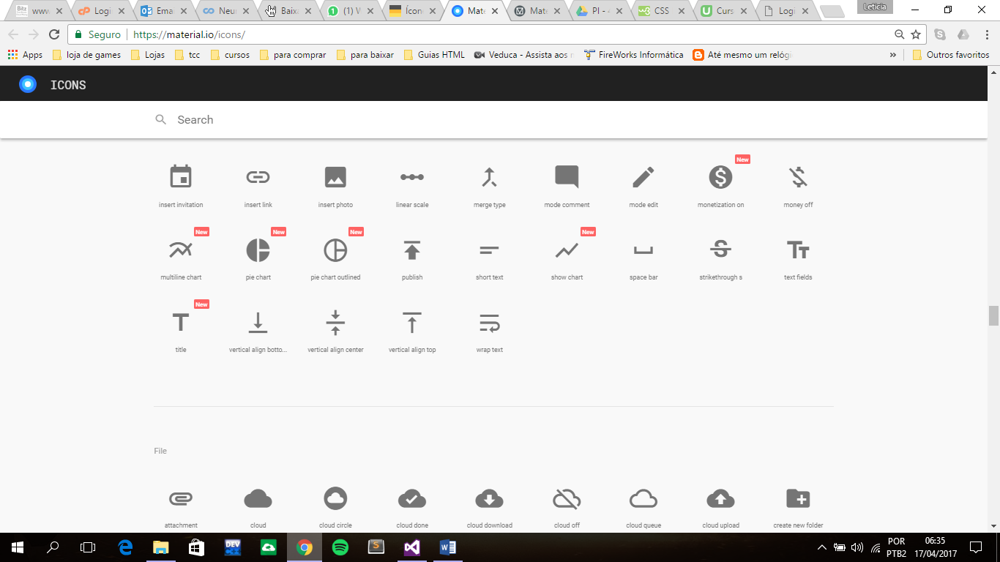 www Logi Ema Neu Baixa (1) W Ícon Mate Mate PI - CSS Curs Logi Leticia
Seguro https://material.io/icons/
Apps loja de games Lojas tcc cursos para comprar para baixar Guias HTML Veduca - Assista aos FireWorks Informática Até mesmo um relóg » Outros favoritos
ICONS
Search
New
insert invitation insert link insert photo linear scale merge type mode comment mode edit monetization on money off
New New New New
multiline chart pie chart pie chart outlined publish short text show chart space bar strikethrough s text fields
New
title vertical align botto... vertical align center vertical align top wrap text
File
attachment cloud cloud circle cloud done cloud download cloud off cloud queue cloud upload create new folder
POR 06:35
PTB2 17/04/2017